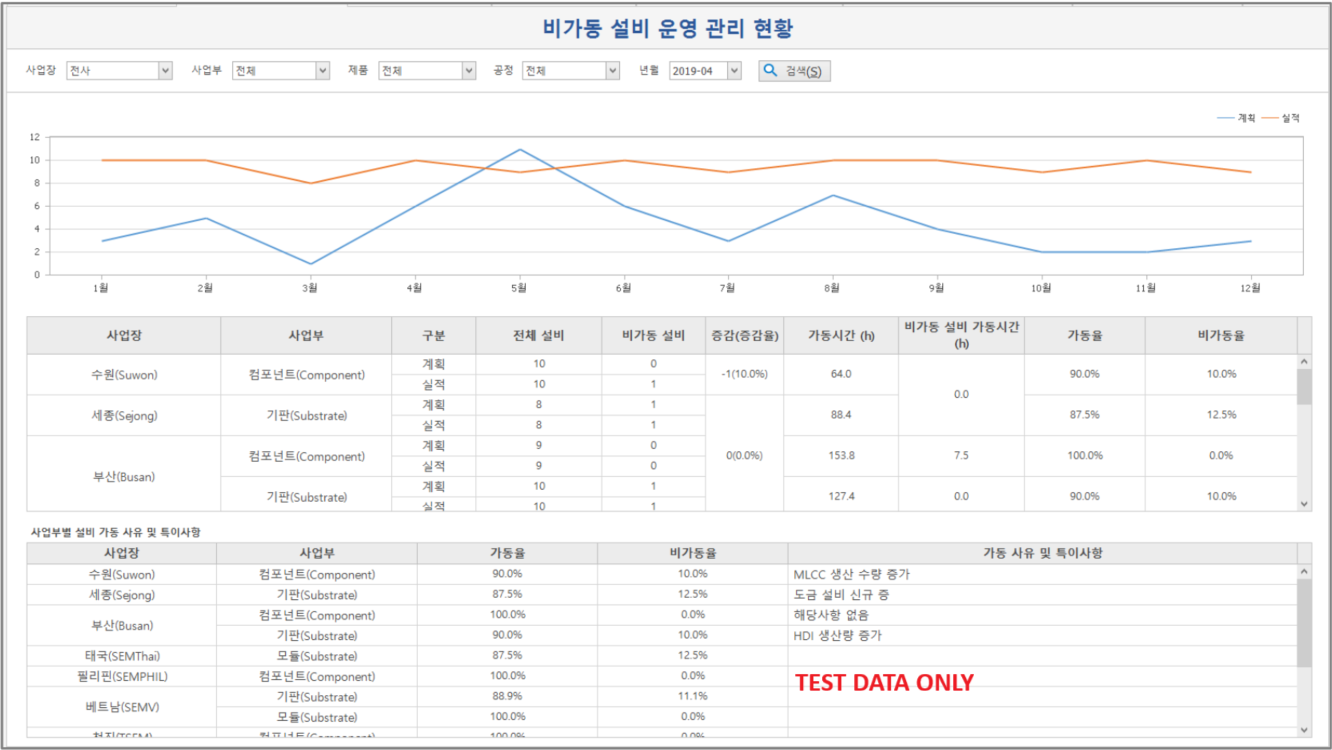 비가동 설비 운영 관리 현황
사업장 전사 사업부 전체 제품 전체 공정 전체 년월 2019-04 검색(S)
계획 실적
12
10
8
6
4
2
0
1월 2월 3월 4월 5월 6월 7월 8월 9월 10월 11월 12월
사업장 사업부 구분 전체 설비 비가동 설비 증감(증감율) 가동시간 (h) 비가동 설비 가동시간 (h) 가동율 비가동율
수원(Suwon) 컴포넌트(Component) 계획 10 0 -1(10.0%) 64.0 0.0 90.0% 10.0%
실적 10 1
세종(Sejong) 기판(Substrate) 계획 8 1 0(0.0%) 88.4 87.5% 12.5%
실적 8 1
부산(Busan) 컴포넌트(Component) 계획 9 0 153.8 7.5 100.0% 0.0%
실적 9 0
기판(Substrate) 계획 10 1 127.4 0.0 90.0% 10.0%
실적 10 1
사업부별 설비 가동 사유 및 특이사항
사업장 사업부 가동율 비가동율 가동 사유 및 특이사항
수원(Suwon) 컴포넌트(Component) 90.0% 10.0% MLCC 생산 수량 증가
세종(Sejong) 기판(Substrate) 87.5% 12.5% 도금 설비 신규 증
부산(Busan) 컴포넌트(Component) 100.0% 0.0% 해당사항 없음
기판(Substrate) 90.0% 10.0% HDI 생산량 증가
태국(SEMThai) 모듈(Substrate) 87.5% 12.5%
필리핀(SEMPHIL) 컴포넌트(Component) 100.0% 0.0%
TEST DATA ONLY
베트남(SEMV) 기판(Substrate) 88.9% 11.1%
모듈(Substrate) 100.0% 0.0%
천진(TSEM) 컴포넌트(Component) 100.0% 0.0%